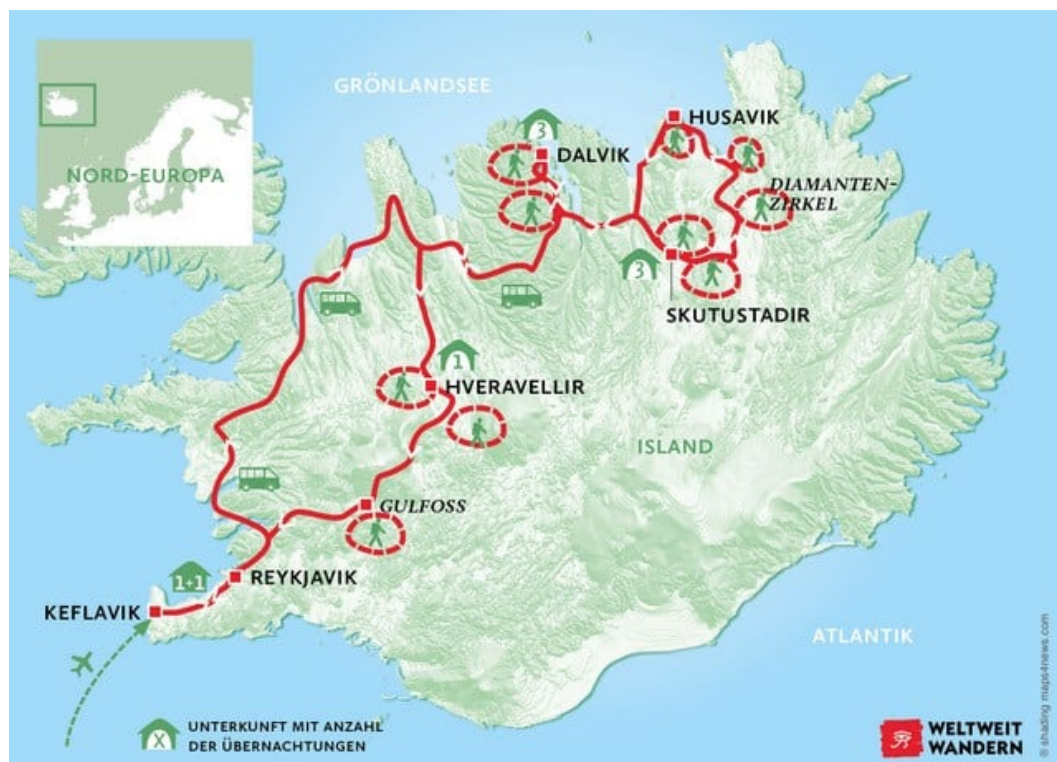 GRÖNLANDSEE
NORD-EUROPA
HUSAVIK
3
DALVIK
DIAMANTEN-
ZIRKEL
3
SKUTUSTADIR
1
HVERAVELLIR
ISLAND
GULFOSS
1+1
REYKJAVIK
KEFLAVIK
ATLANTIK
X
UNTERKUNFT MIT ANZAHL
DER ÜBERNACHTUNGEN
WELTWEIT
WANDERN
© shading maps4news.com